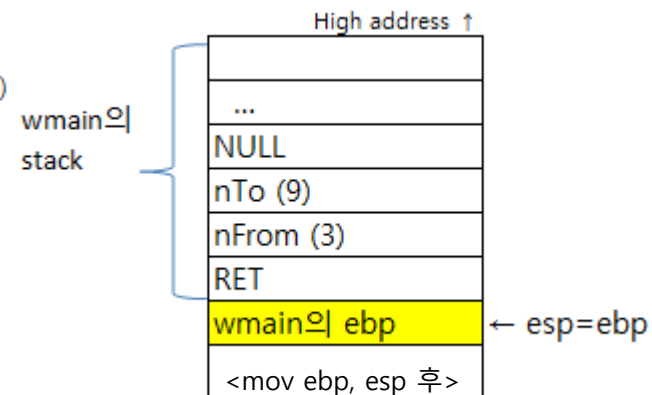 High address ↑
)
wmain의
stack
...
NULL
nTo (9)
nFrom (3)
RET
wmain의 ebp
← esp=ebp
<mov ebp, esp 후>